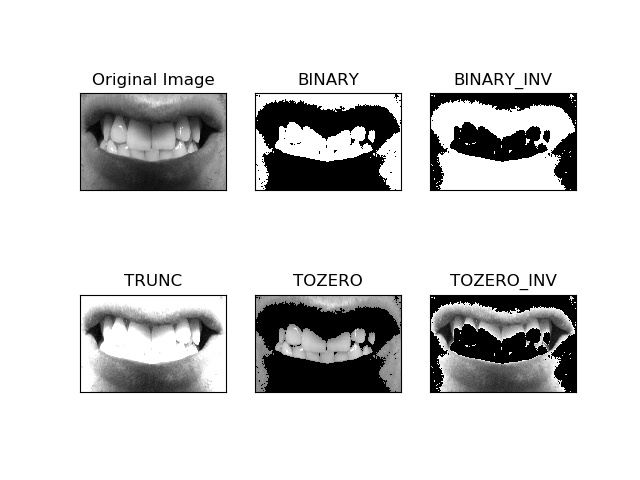 Original Image
BINARY
BINARY_INV
TRUNC
TOZERO
TOZERO_INV